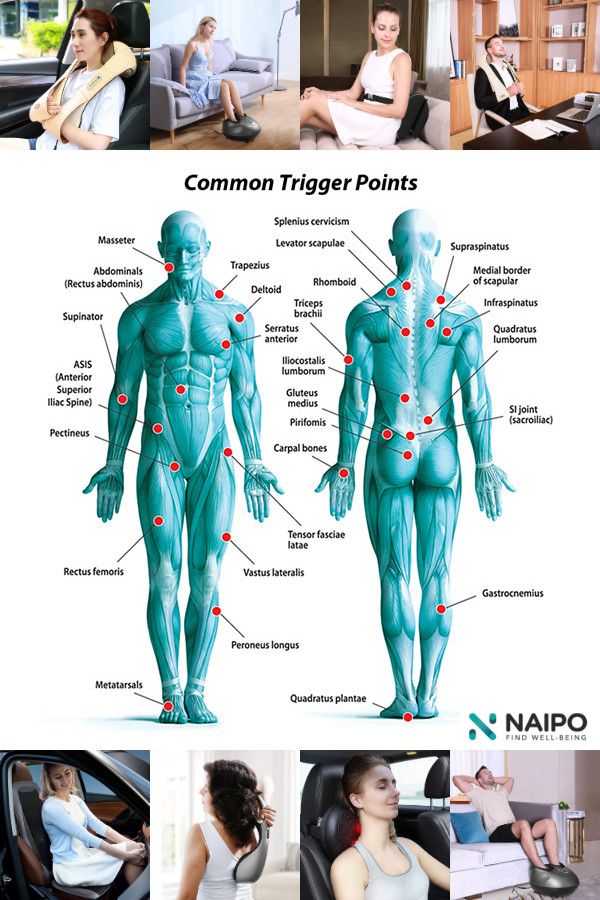 Common Trigger Points
Masseter
Abdominals
(Rectus abdominis)
Supinator
ASIS
(Anterior
Superior
Iliac Spine)
Pectineus
Rectus femoris
Metatarsals
Trapezius
Deltoid
Serratus
anterior
Tensor fasciae
latae
Vastus lateralis
Peroneus longus
Splenius cervicism
Levator scapulae
Rhomboid
Triceps
brachii
Iliocostalis
lumborum
Gluteus
medius
Pirifomis
Carpal bones
Quadratus plantae
Supraspinatus
Medial border
of scapular
Infraspinatus
Quadratus
lumborum
SI joint
(sacroiliac)
Gastrocnemius
NAIPO
FIND WELL-BEING